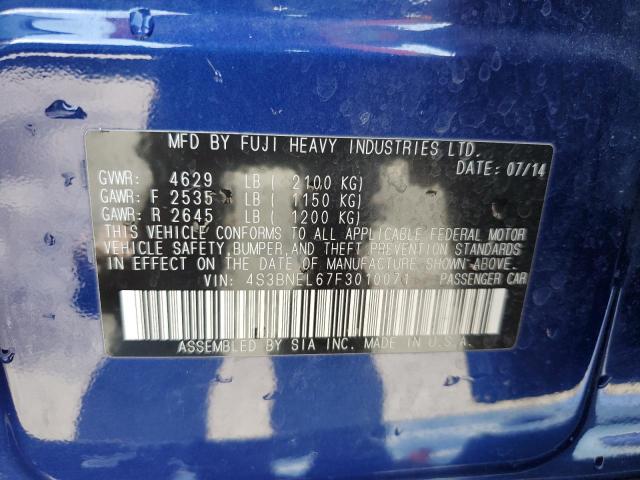 MFD BY FUJI HEAVY INDUSTRIES LTD.
DATE: 07/14
GVWR: 4629 LB ( 2100 KG)
GAWR: F 2535 LB ( 1150 KG)
GAWR: R 2645 LB ( 1200 KG)
THIS VEHICLE CONFORMS TO ALL APPLICABLE FEDERAL MOTOR
VEHICLE SAFETY, BUMPER, AND THEFT PREVENTION STANDARDS
IN EFFECT ON THE DATE OF MANUFACTURE SHOWN ABOVE.
VIN: 4S3BNEL67F3010071 PASSENGER CAR
ASSEMBLED BY SIA INC. MADE IN U.S.A.